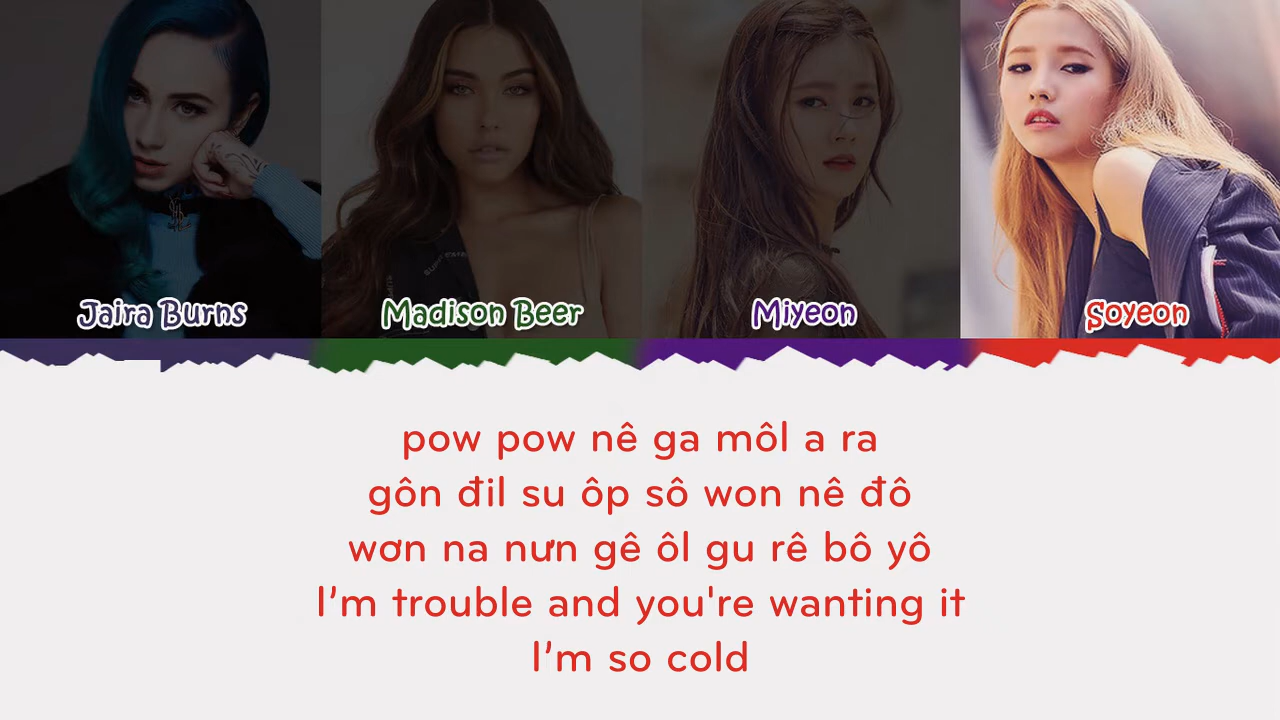 Jaira Burns
Madison Beer
Miyeon
Soyeon
pow pow nê ga môl a ra
gôn đil su ôp sô won nê đô
wơn na nưn gê ôl gu rê bô yô
I'm trouble and you're wanting it
I'm so cold